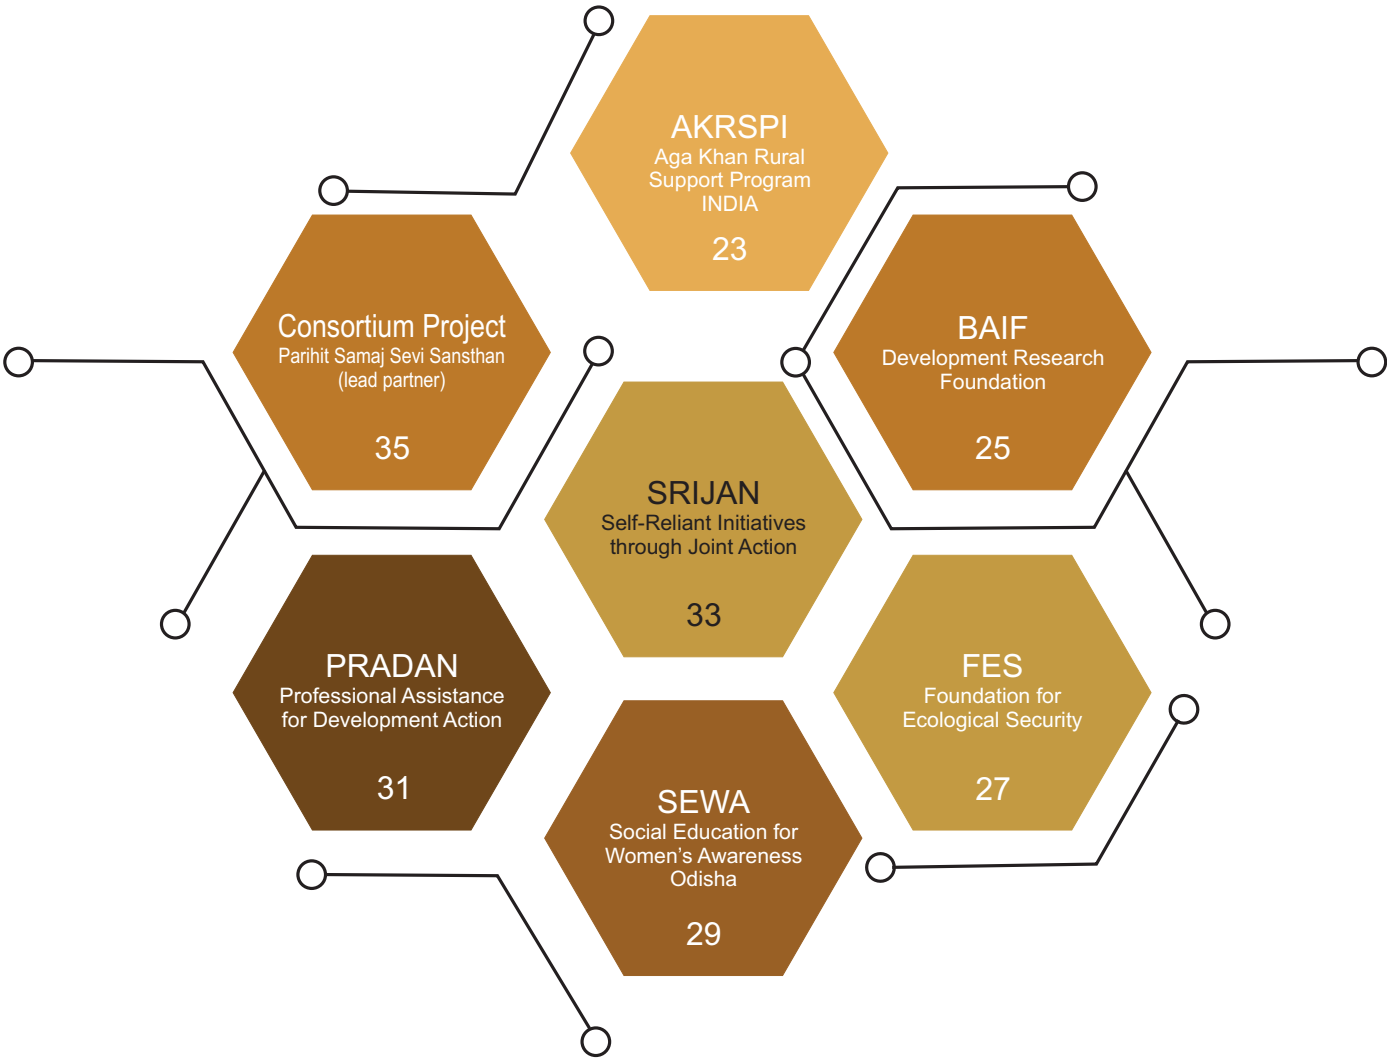 AKRSPI
Aga Khan Rural
Support Program
INDIA
23
Consortium Project
Parihit Samaj Sevi Sansthan
(lead partner)
35
BAIF
Development Research
Foundation
25
SRIJAN
Self-Reliant Initiatives
through Joint Action
33
PRADAN
Professional Assistance
for Development Action
31
FES
Foundation for
Ecological Security
27
SEWA
Social Education for
Women’s Awareness
Odisha
29